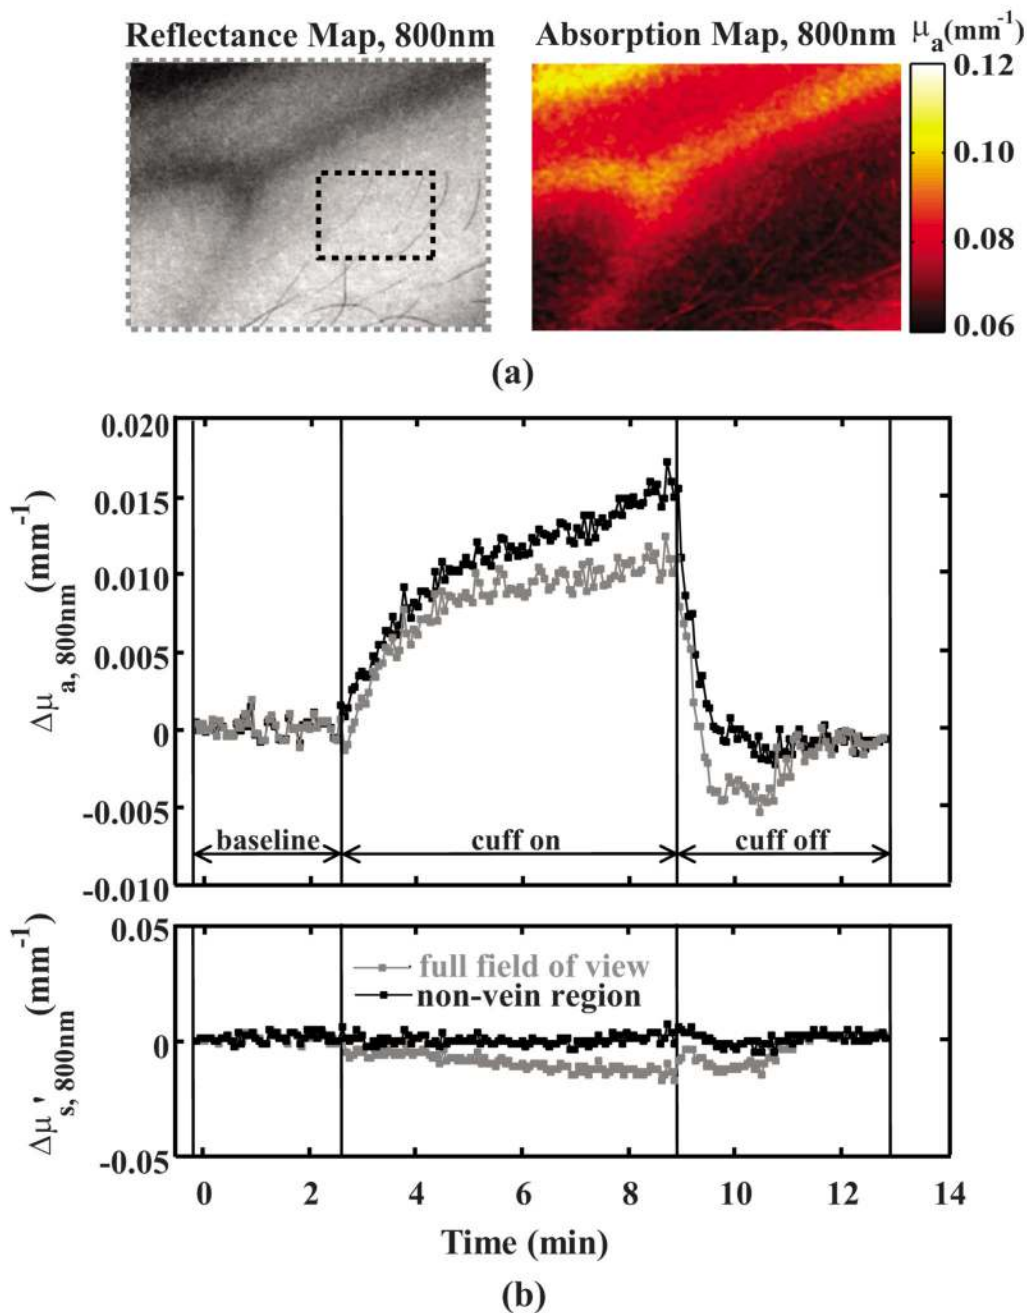 Reflectance Map, 800nm
Absorption Map, 800nm
μa(mm-1)
0.12
0.10
0.08
0.06
(a)
0.020
0.015
0.010
0.005
0
-0.005
-0.010
Δμa, 800nm (mm-1)
baseline
cuff on
cuff off
0.05
0
-0.05
Δμs', 800nm (mm-1)
full field of view
non-vein region
0 2 4 6 8 10 12 14
Time (min)
(b)